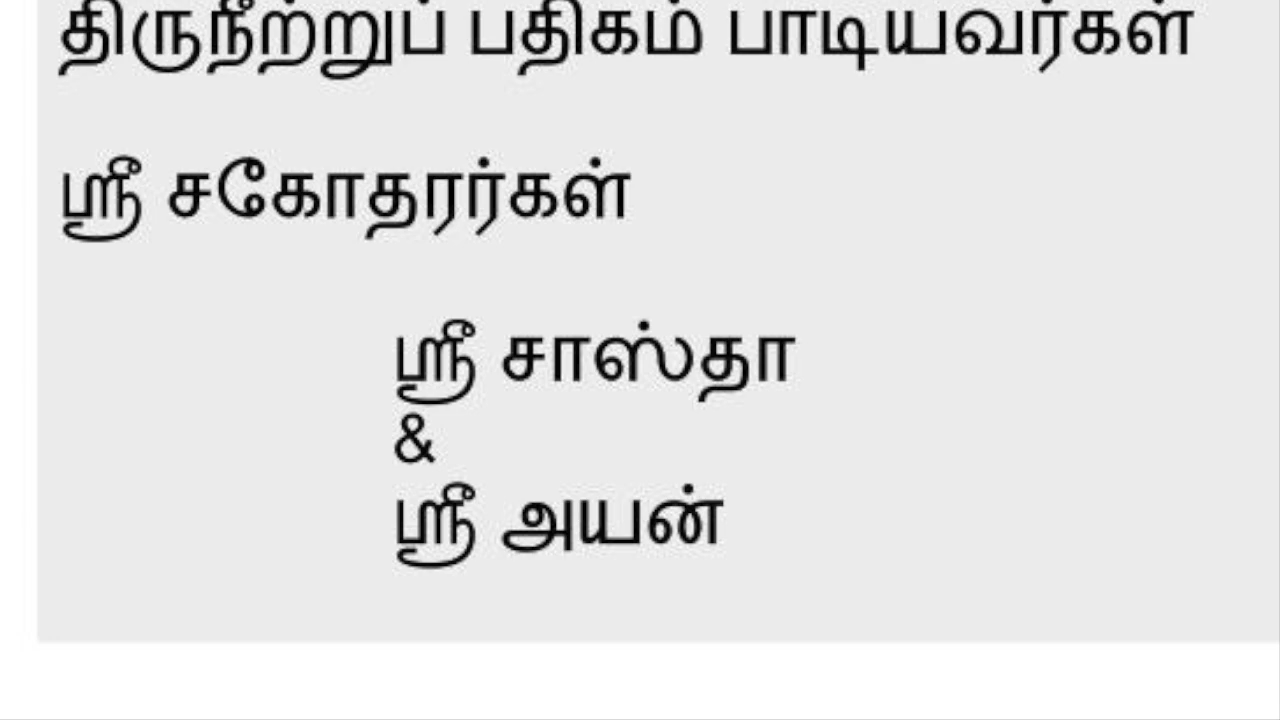 திருநீற்றுப் பதிகம் பாடியவர்கள்
ஸ்ரீ சகோதரர்கள்
ஸ்ரீ சாஸ்தா
&
ஸ்ரீ அயன்